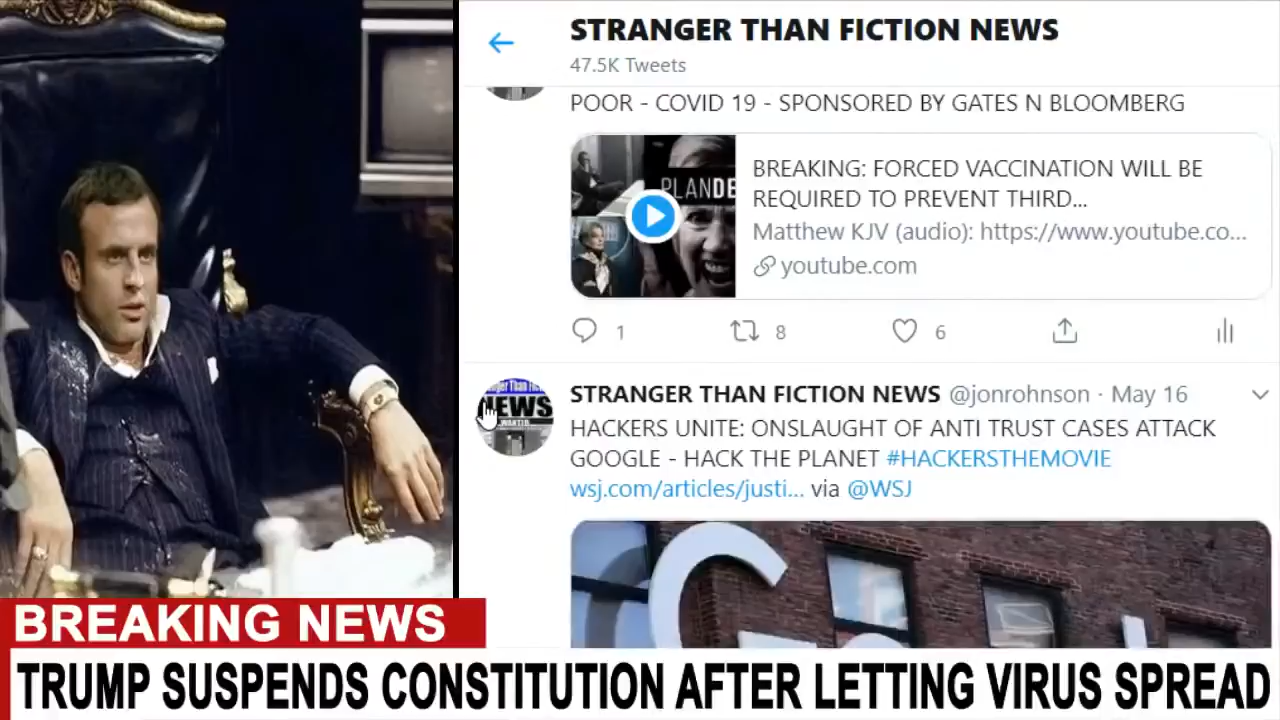 STRANGER THAN FICTION NEWS
47.5K Tweets
POOR - COVID 19 - SPONSORED BY GATES N BLOOMBERG
PLANDE
BREAKING: FORCED VACCINATION WILL BE
REQUIRED TO PREVENT THIRD...
Matthew KJV (audio): https://www.youtube.co...
youtube.com
1 8 6
NEWS
STRANGER THAN FICTION NEWS @jonrohnson · May 16
HACKERS UNITE: ONSLAUGHT OF ANTI TRUST CASES ATTACK
GOOGLE - HACK THE PLANET #HACKERSTHEMOVIE
wsj.com/articles/justi... via @WSJ
BREAKING NEWS
TRUMP SUSPENDS CONSTITUTION AFTER LETTING VIRUS SPREAD